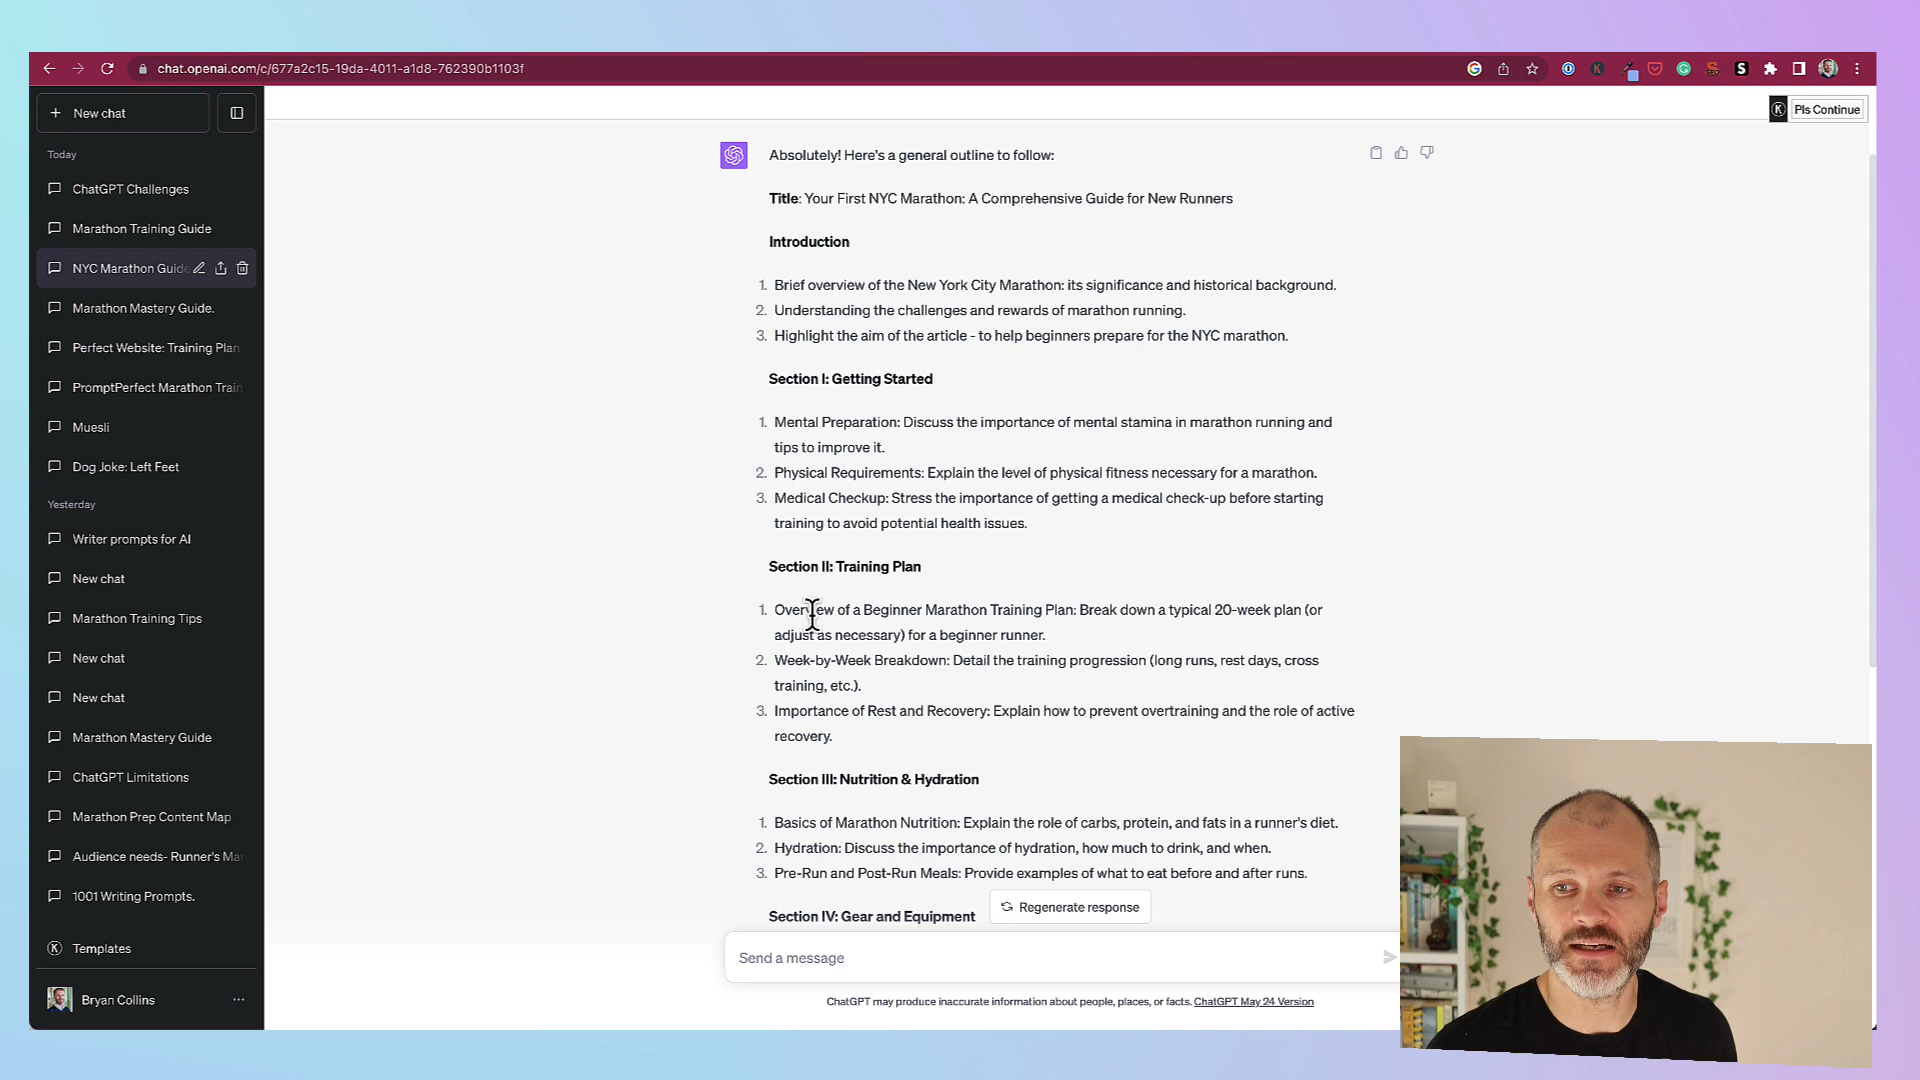 chat.openai.com/c/677a2c15-19da-4011-a1d8-762390b1103f
New chat
Pls Continue
Today
ChatGPT Challenges
Marathon Training Guide
NYC Marathon Guide
Marathon Mastery Guide.
Perfect Website: Training Plan
PromptPerfect Marathon Train
Muesli
Dog Joke: Left Feet
Yesterday
Writer prompts for AI
New chat
Marathon Training Tips
New chat
New chat
Marathon Mastery Guide
ChatGPT Limitations
Marathon Prep Content Map
Audience needs- Runner's Mar
1001 Writing Prompts.
Templates
Bryan Collins
Absolutely! Here's a general outline to follow:
Title: Your First NYC Marathon: A Comprehensive Guide for New Runners
Introduction
1. Brief overview of the New York City Marathon: its significance and historical background.
2. Understanding the challenges and rewards of marathon running.
3. Highlight the aim of the article - to help beginners prepare for the NYC marathon.
Section I: Getting Started
1. Mental Preparation: Discuss the importance of mental stamina in marathon running and
tips to improve it.
2. Physical Requirements: Explain the level of physical fitness necessary for a marathon.
3. Medical Checkup: Stress the importance of getting a medical check-up before starting
training to avoid potential health issues.
Section II: Training Plan
1. Overview of a Beginner Marathon Training Plan: Break down a typical 20-week plan (or
adjust as necessary) for a beginner runner.
2. Week-by-Week Breakdown: Detail the training progression (long runs, rest days, cross
training, etc.).
3. Importance of Rest and Recovery: Explain how to prevent overtraining and the role of active
recovery.
Section III: Nutrition & Hydration
1. Basics of Marathon Nutrition: Explain the role of carbs, protein, and fats in a runner's diet.
2. Hydration: Discuss the importance of hydration, how much to drink, and when.
3. Pre-Run and Post-Run Meals: Provide examples of what to eat before and after runs.
Section IV: Gear and Equipment
Regenerate response
Send a message
ChatGPT may produce inaccurate information about people, places, or facts. ChatGPT May 24 Version